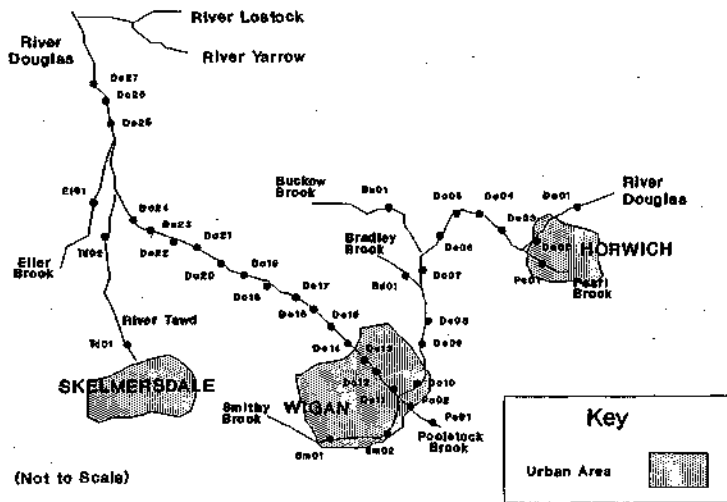 River Lostock
River
Douglas
River Yarrow
Do27
Do26
Do25
El01
Do24
Do23
Do22
Do21
Do20
Do19
Do18
Do17
Do16
Do15
Do14
Do13
Do12
Do11
Do10
Do09
Do08
Do07
Do06
Do05
Do04
Do03
Do02
Do01
Buckow
Brook
Bu01
Bradley
Brook
Bd01
River
Douglas
HORWICH
Pe01
Pearl
Brook
Eller
Brook
Td02
River Tawd
Td01
SKELMERSDALE
WIGAN
Smithy
Brook
Sm01
Sm02
Po02
Po01
Poolstock
Brook
Key
Urban Area
(Not to Scale)